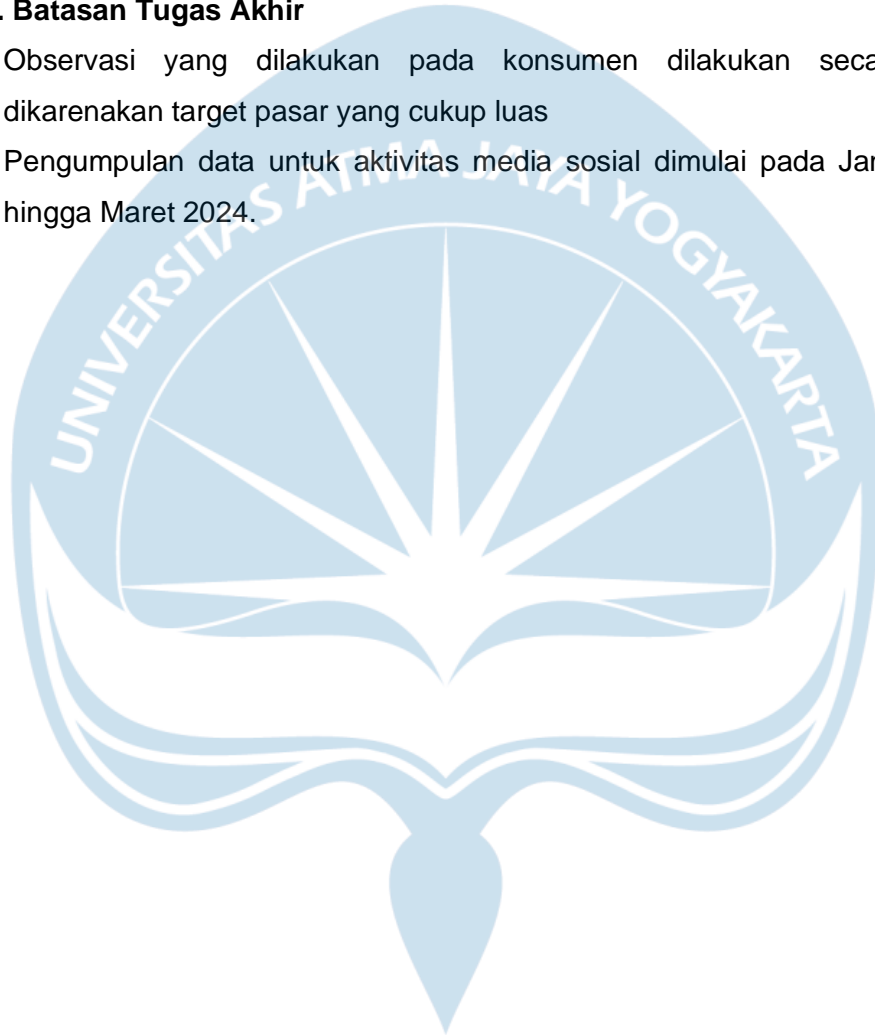 . Batasan Tugas Akhir
Observasi yang dilakukan pada konsumen dilakukan seca
dikarenakan target pasar yang cukup luas
Pengumpulan data untuk aktivitas media sosial dimulai pada Jar
hingga Maret 2024.
UNIVERSITAS ATMA JAYA YOGYAKARTA